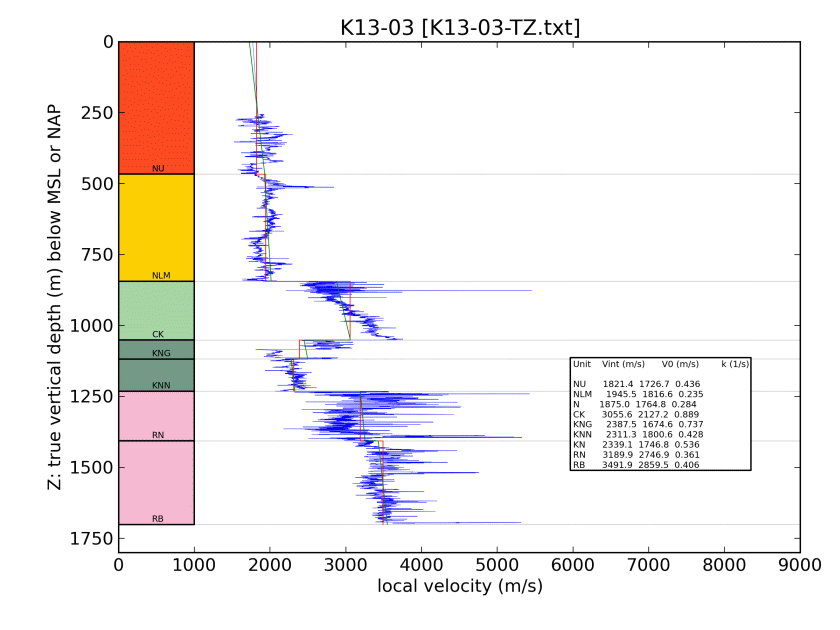 K13-03 [K13-03-TZ.txt]
0
250
500
750
1000
1250
1500
1750
Z: true vertical depth (m) below MSL or NAP
NU
NLM
CK
KNG
KNN
RN
RB
Unit Vint (m/s) V0 (m/s) k (1/s)
NU 1821.4 1726.7 0.436
NLM 1945.5 1816.6 0.235
N 1875.0 1764.8 0.284
CK 3055.6 2127.2 0.889
KNG 2387.5 1674.6 0.737
KNN 2311.3 1800.6 0.428
KN 2339.1 1746.8 0.536
RN 3189.9 2746.9 0.361
RB 3491.9 2859.5 0.406
0 1000 2000 3000 4000 5000 6000 7000 8000 9000
local velocity (m/s)